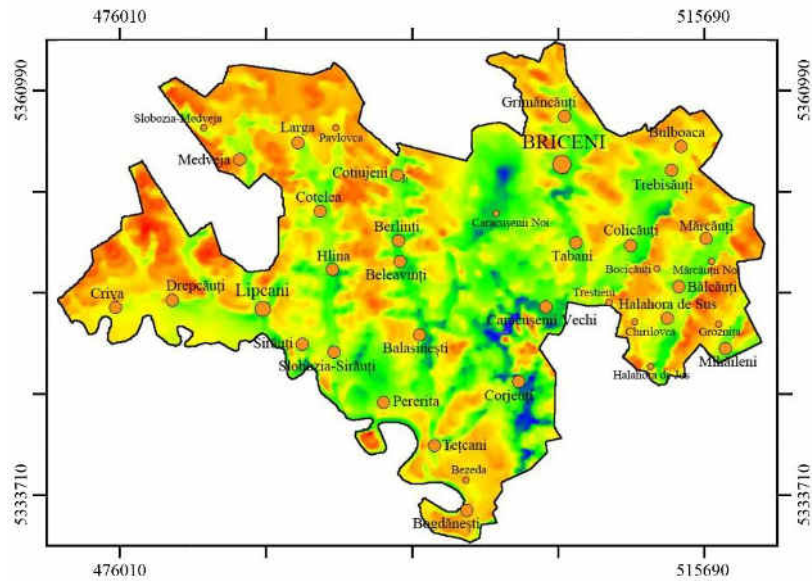 476010
515690
5360990
5360990
Grimăncăuți
Slobozia-Medveja
Larga
Pavlovca
BRICENI
Bulboaca
Medveja
Cotiujeni
Trebisăuți
Cotelea
Caracușenii Noi
Berlinți
Colicăuți
Mărcăuți
Hlina
Beleavinți
Tabani
Bocicăuți
Mărcăuții No
Drepcăuți
Criva
Lipcani
Bălcăuți
Trestieni
Halahora de Sus
Caracușenii Vechi
Chirilovca
Groznița
Sirăuți
Balasinești
Slobozia-Sirăuți
Mihăileni
Halahora de Jos
Corjeuți
Pererita
Tețcani
Bezeda
5333710
5333710
Bogdănești
476010
515690